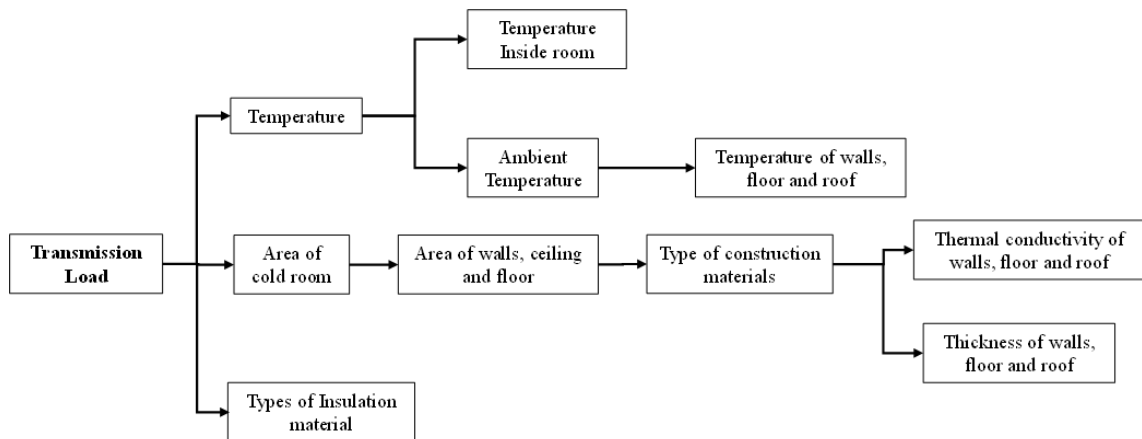 Temperature
Inside room
Temperature
Ambient
Temperature
Temperature of walls,
floor and roof
Transmission
Load
Area of
cold room
Area of walls, ceiling
and floor
Type of construction
materials
Thermal conductivity of
walls, floor and roof
Thickness of walls,
floor and roof
Types of Insulation
material